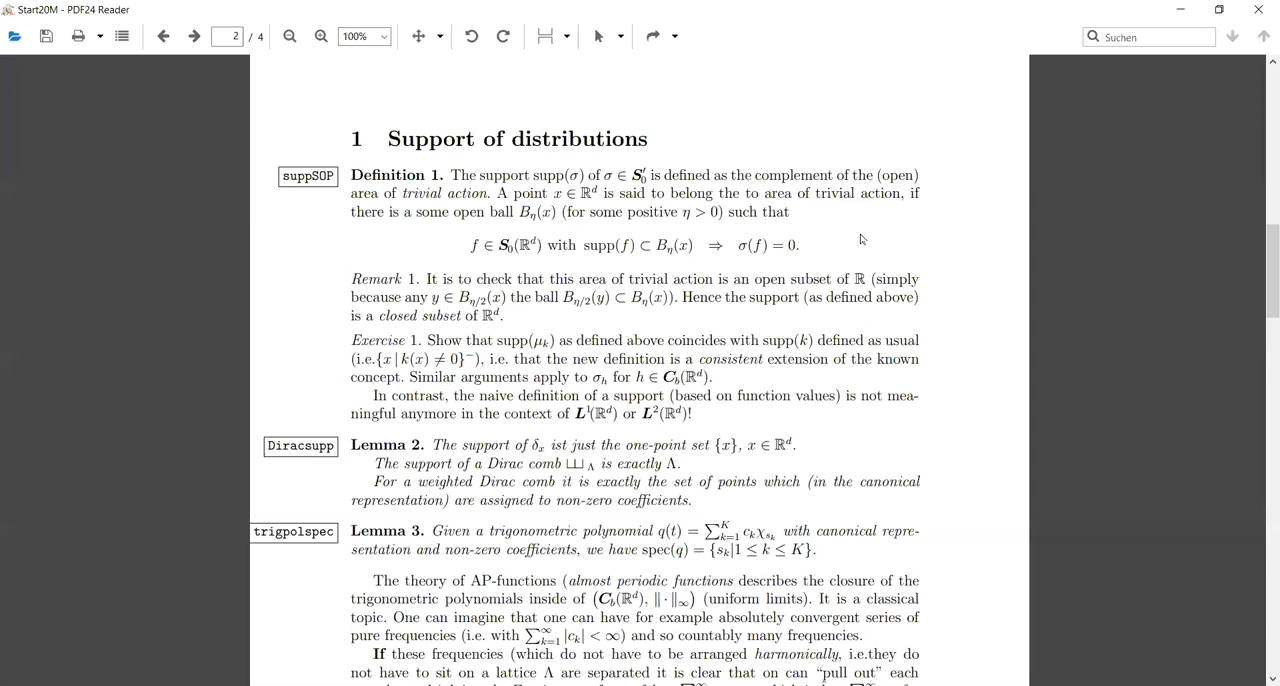 Start20M - PDF24 Reader
2 / 4
100%
Suchen
1 Support of distributions
suppSOP
Definition 1. The support supp(σ) of σ ∈ S′₀ is defined as the complement of the (open)
area of trivial action. A point x ∈ ℝᵈ is said to belong the to area of trivial action, if
there is a some open ball Bη(x) (for some positive η > 0) such that
f ∈ S₀(ℝᵈ) with supp(f) ⊂ Bη(x) ⇒ σ(f) = 0.
Remark 1. It is to check that this area of trivial action is an open subset of ℝ (simply
because any y ∈ Bη/2(x) the ball Bη/2(y) ⊂ Bη(x)). Hence the support (as defined above)
is a closed subset of ℝᵈ.
Exercise 1. Show that supp(μₖ) as defined above coincides with supp(k) defined as usual
(i.e.{x | k(x) ≠ 0}⁻), i.e. that the new definition is a consistent extension of the known
concept. Similar arguments apply to σₕ for h ∈ C_b(ℝᵈ).
In contrast, the naive definition of a support (based on function values) is not mea-
ningful anymore in the context of L¹(ℝᵈ) or L²(ℝᵈ)!
Diracsupp
Lemma 2. The support of δₓ ist just the one-point set {x}, x ∈ ℝᵈ.
The support of a Dirac comb ⊔⊔_Λ is exactly Λ.
For a weighted Dirac comb it is exactly the set of points which (in the canonical
representation) are assigned to non-zero coefficients.
trigpolspec
Lemma 3. Given a trigonometric polynomial q(t) = ∑_{k=1}^{K} c_k χ_{s_k} with canonical repre-
sentation and non-zero coefficients, we have spec(q) = {s_k|1 ≤ k ≤ K}.
The theory of AP-functions (almost periodic functions describes the closure of the
trigonometric polynomials inside of (C_b(ℝᵈ), ‖·‖_∞) (uniform limits). It is a classical
topic. One can imagine that one can have for example absolutely convergent series of
pure frequencies (i.e. with ∑_{k=1}^{∞} |c_k| < ∞) and so countably many frequencies.
If these frequencies (which do not have to be arranged harmonically, i.e.they do
not have to sit on a lattice Λ are separated it is clear that on can “pull out” each